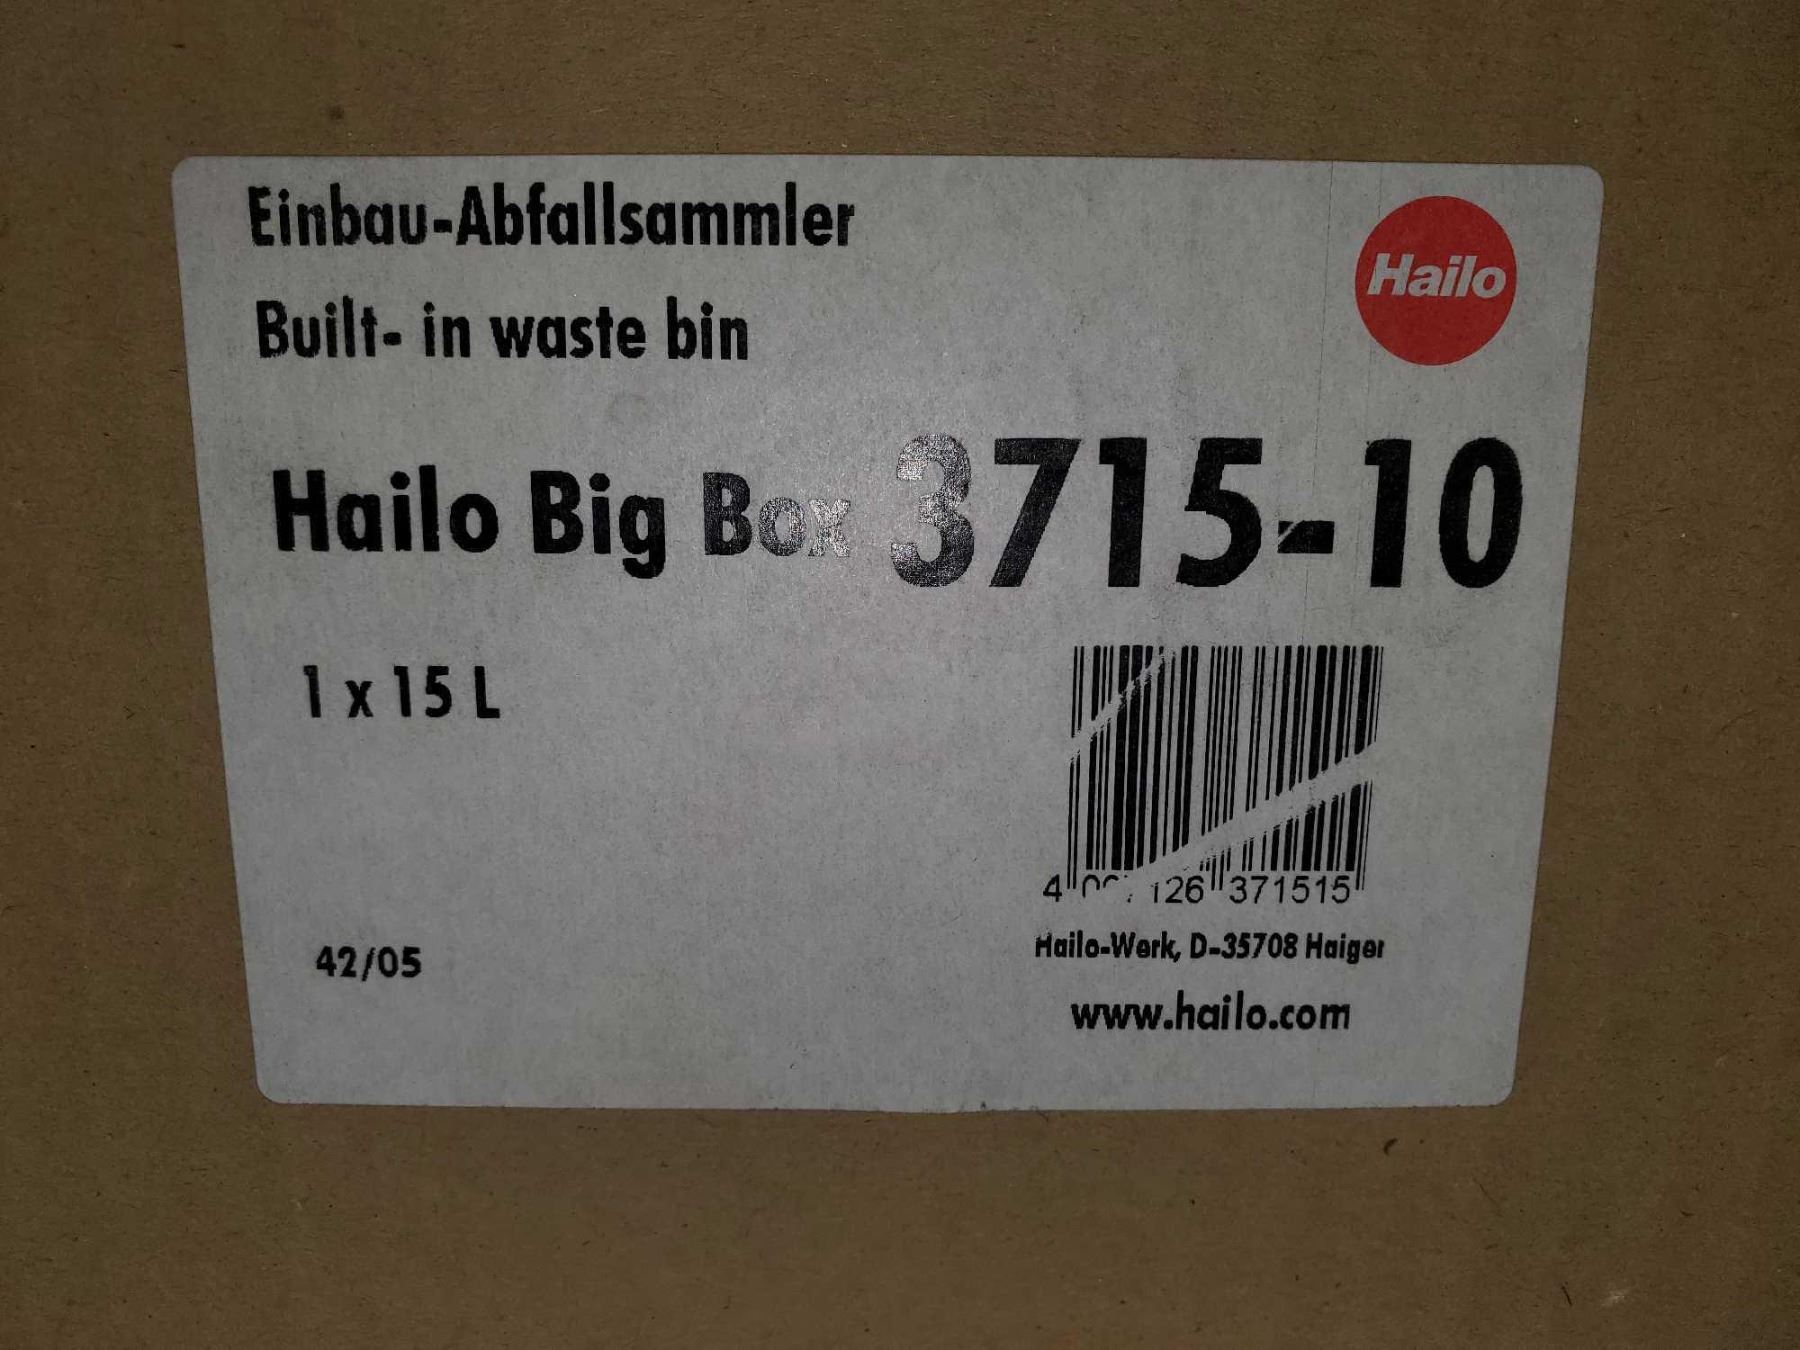 Einbau-Abfallsammler
Hailo
Built- in waste bin
Hailo Big Box 3715-10
1 x 15 L
4 126 371515
42/05
Hailo-Werk, D-35708 Haiger
www.hailo.com